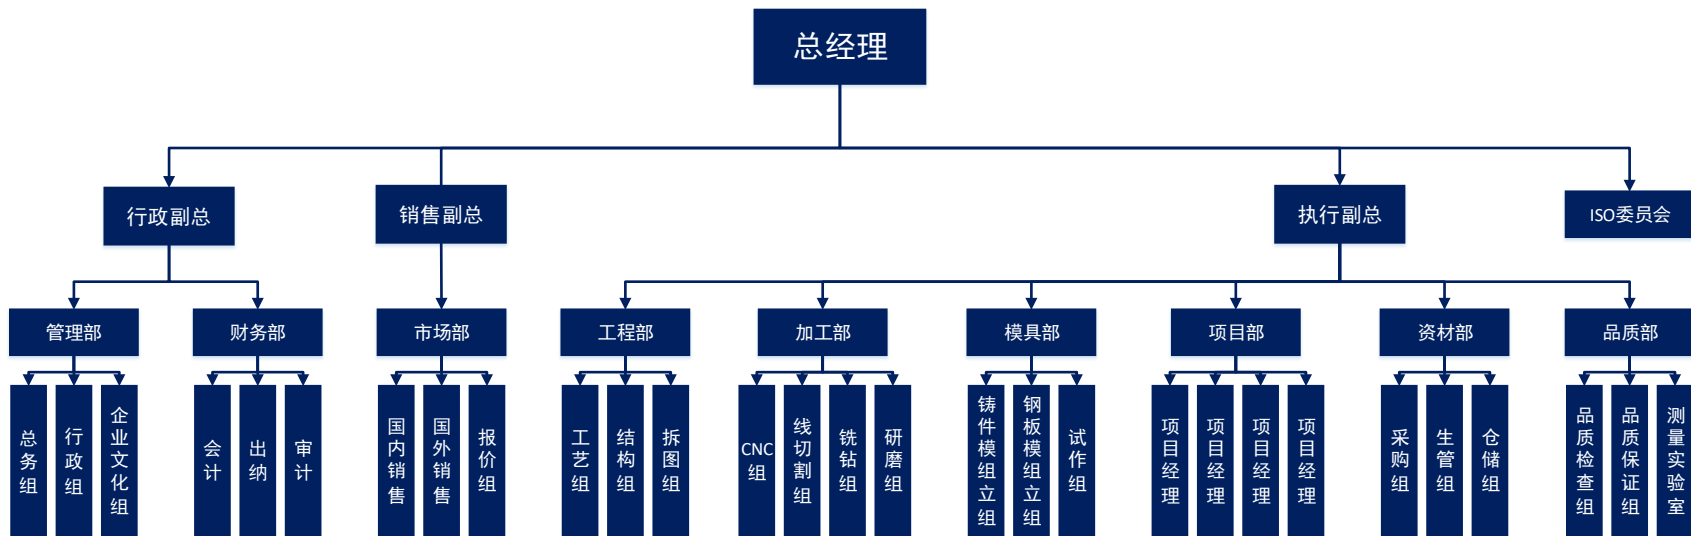 总经理
行政副总
销售副总
执行副总
ISO委员会
管理部
财务部
市场部
工程部
加工部
模具部
项目部
资材部
品质部
总务组
行政组
企业文化组
会计
出纳
审计
国内销售
国外销售
报价组
工艺组
结构组
拆图组
CNC组
线切割组
铣钻组
研磨组
铸件模组立组
钢板模组立组
试作组
项目经理
项目经理
项目经理
项目经理
采购组
生管组
仓储组
品质检查组
品质保证组
测量实验室